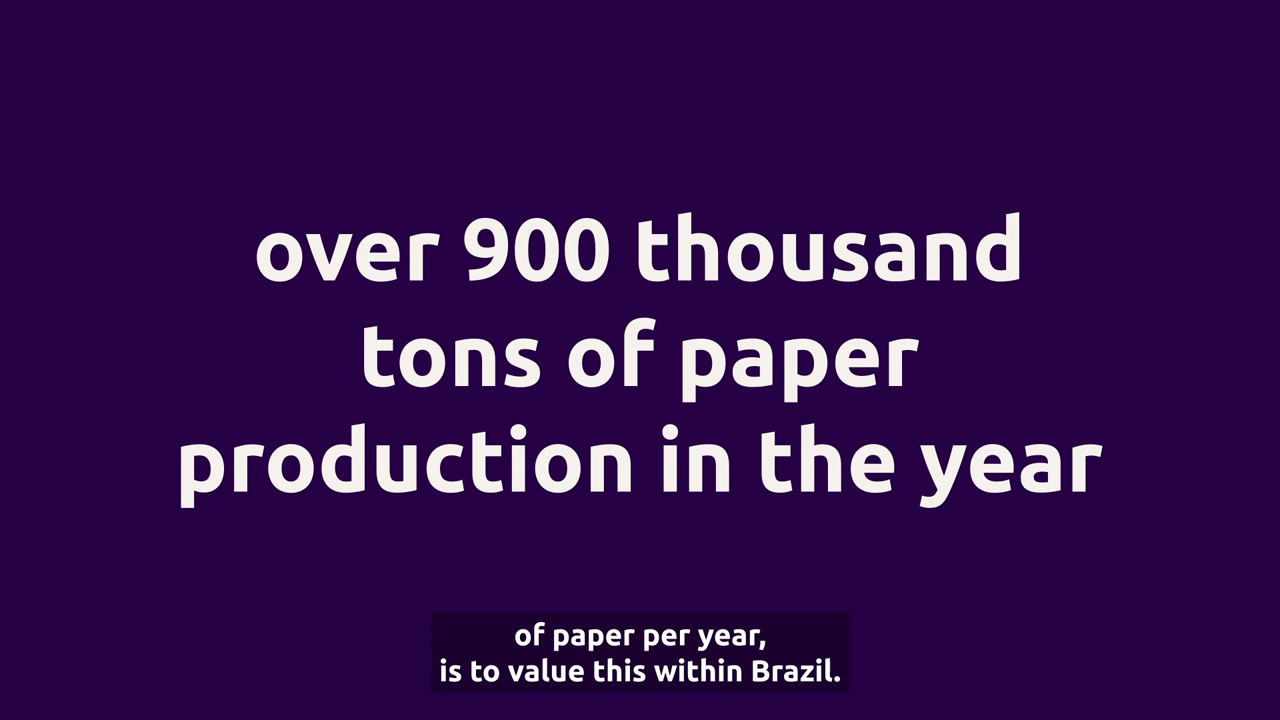 over 900 thousand
tons of paper
production in the year
of paper per year,
is to value this within Brazil.